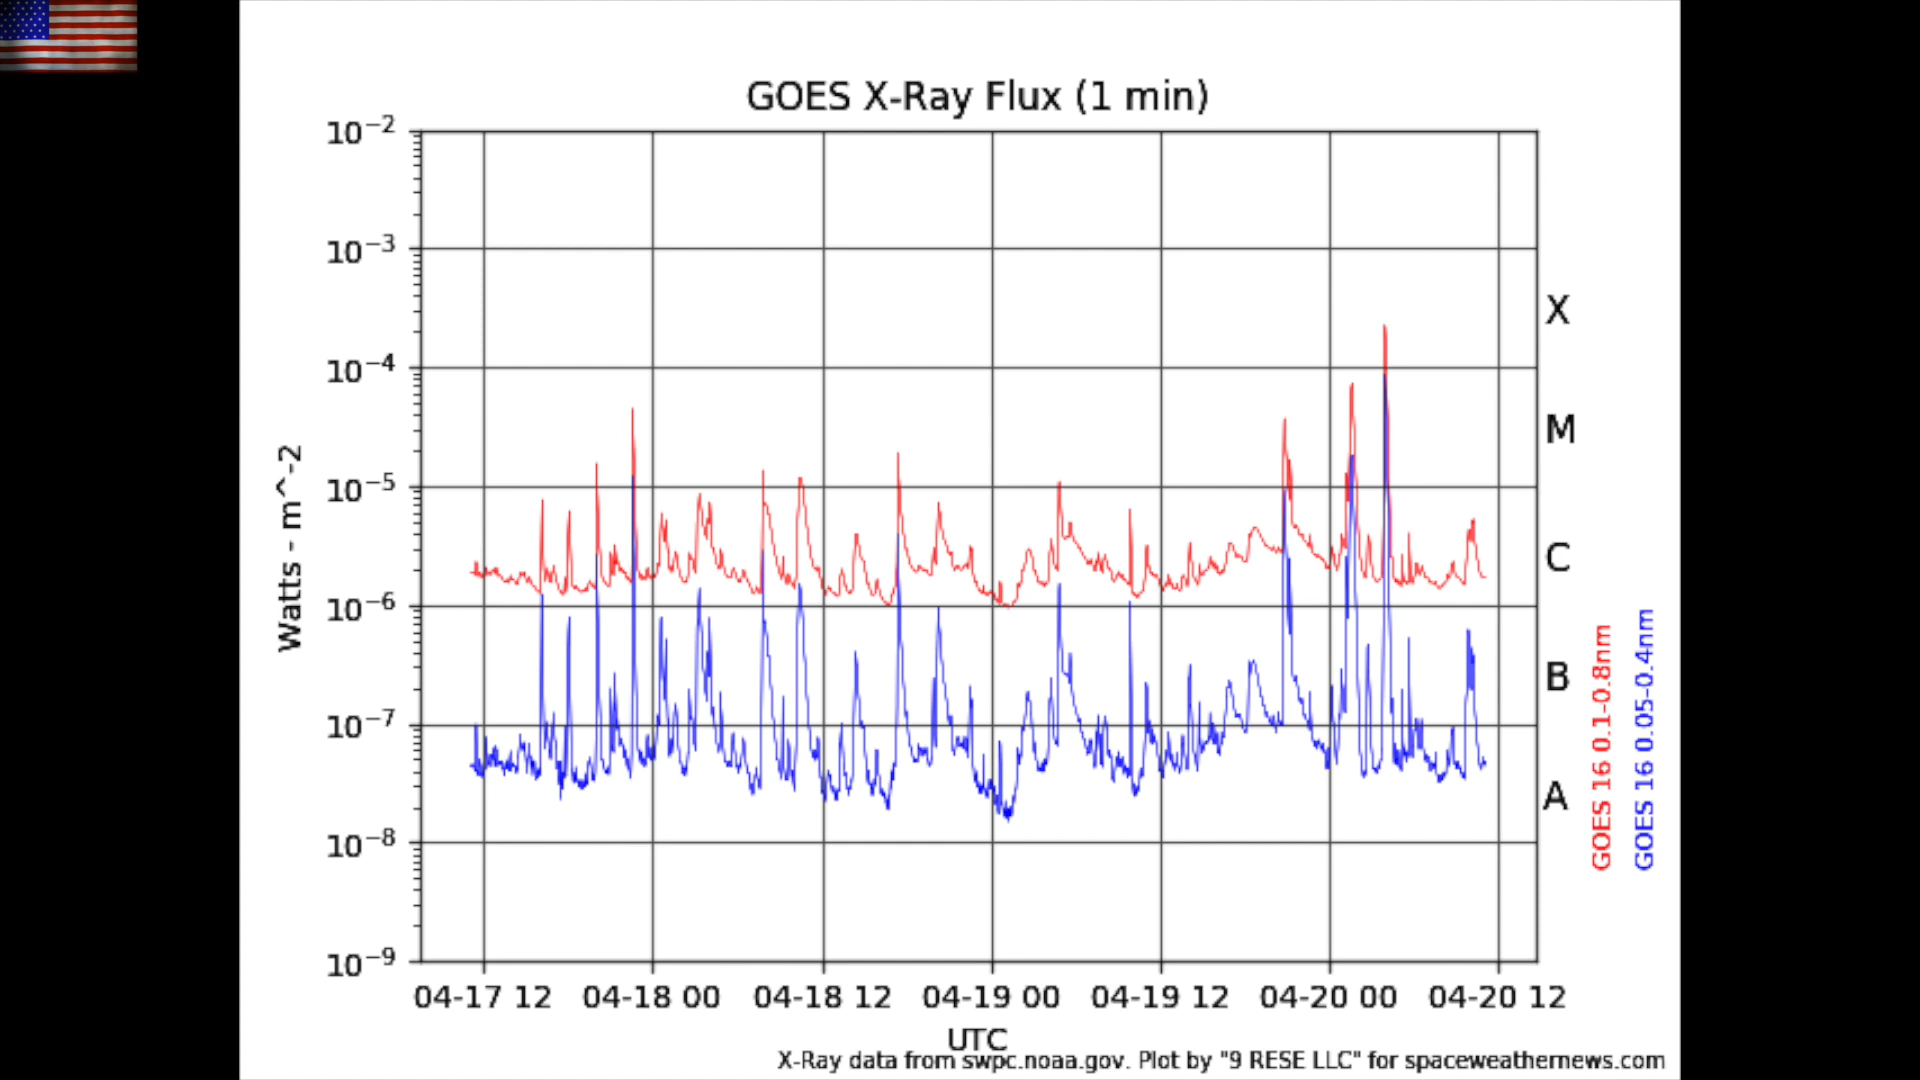 GOES X-Ray Flux (1 min)
10⁻²
10⁻³
10⁻⁴
10⁻⁵
10⁻⁶
10⁻⁷
10⁻⁸
10⁻⁹
Watts - m^-2
X
M
C
B
A
GOES 16 0.1-0.8nm
GOES 16 0.05-0.4nm
04-17 12 04-18 00 04-18 12 04-19 00 04-19 12 04-20 00 04-20 12
UTC
X-Ray data from swpc.noaa.gov. Plot by "9 RESE LLC" for spaceweathernews.com